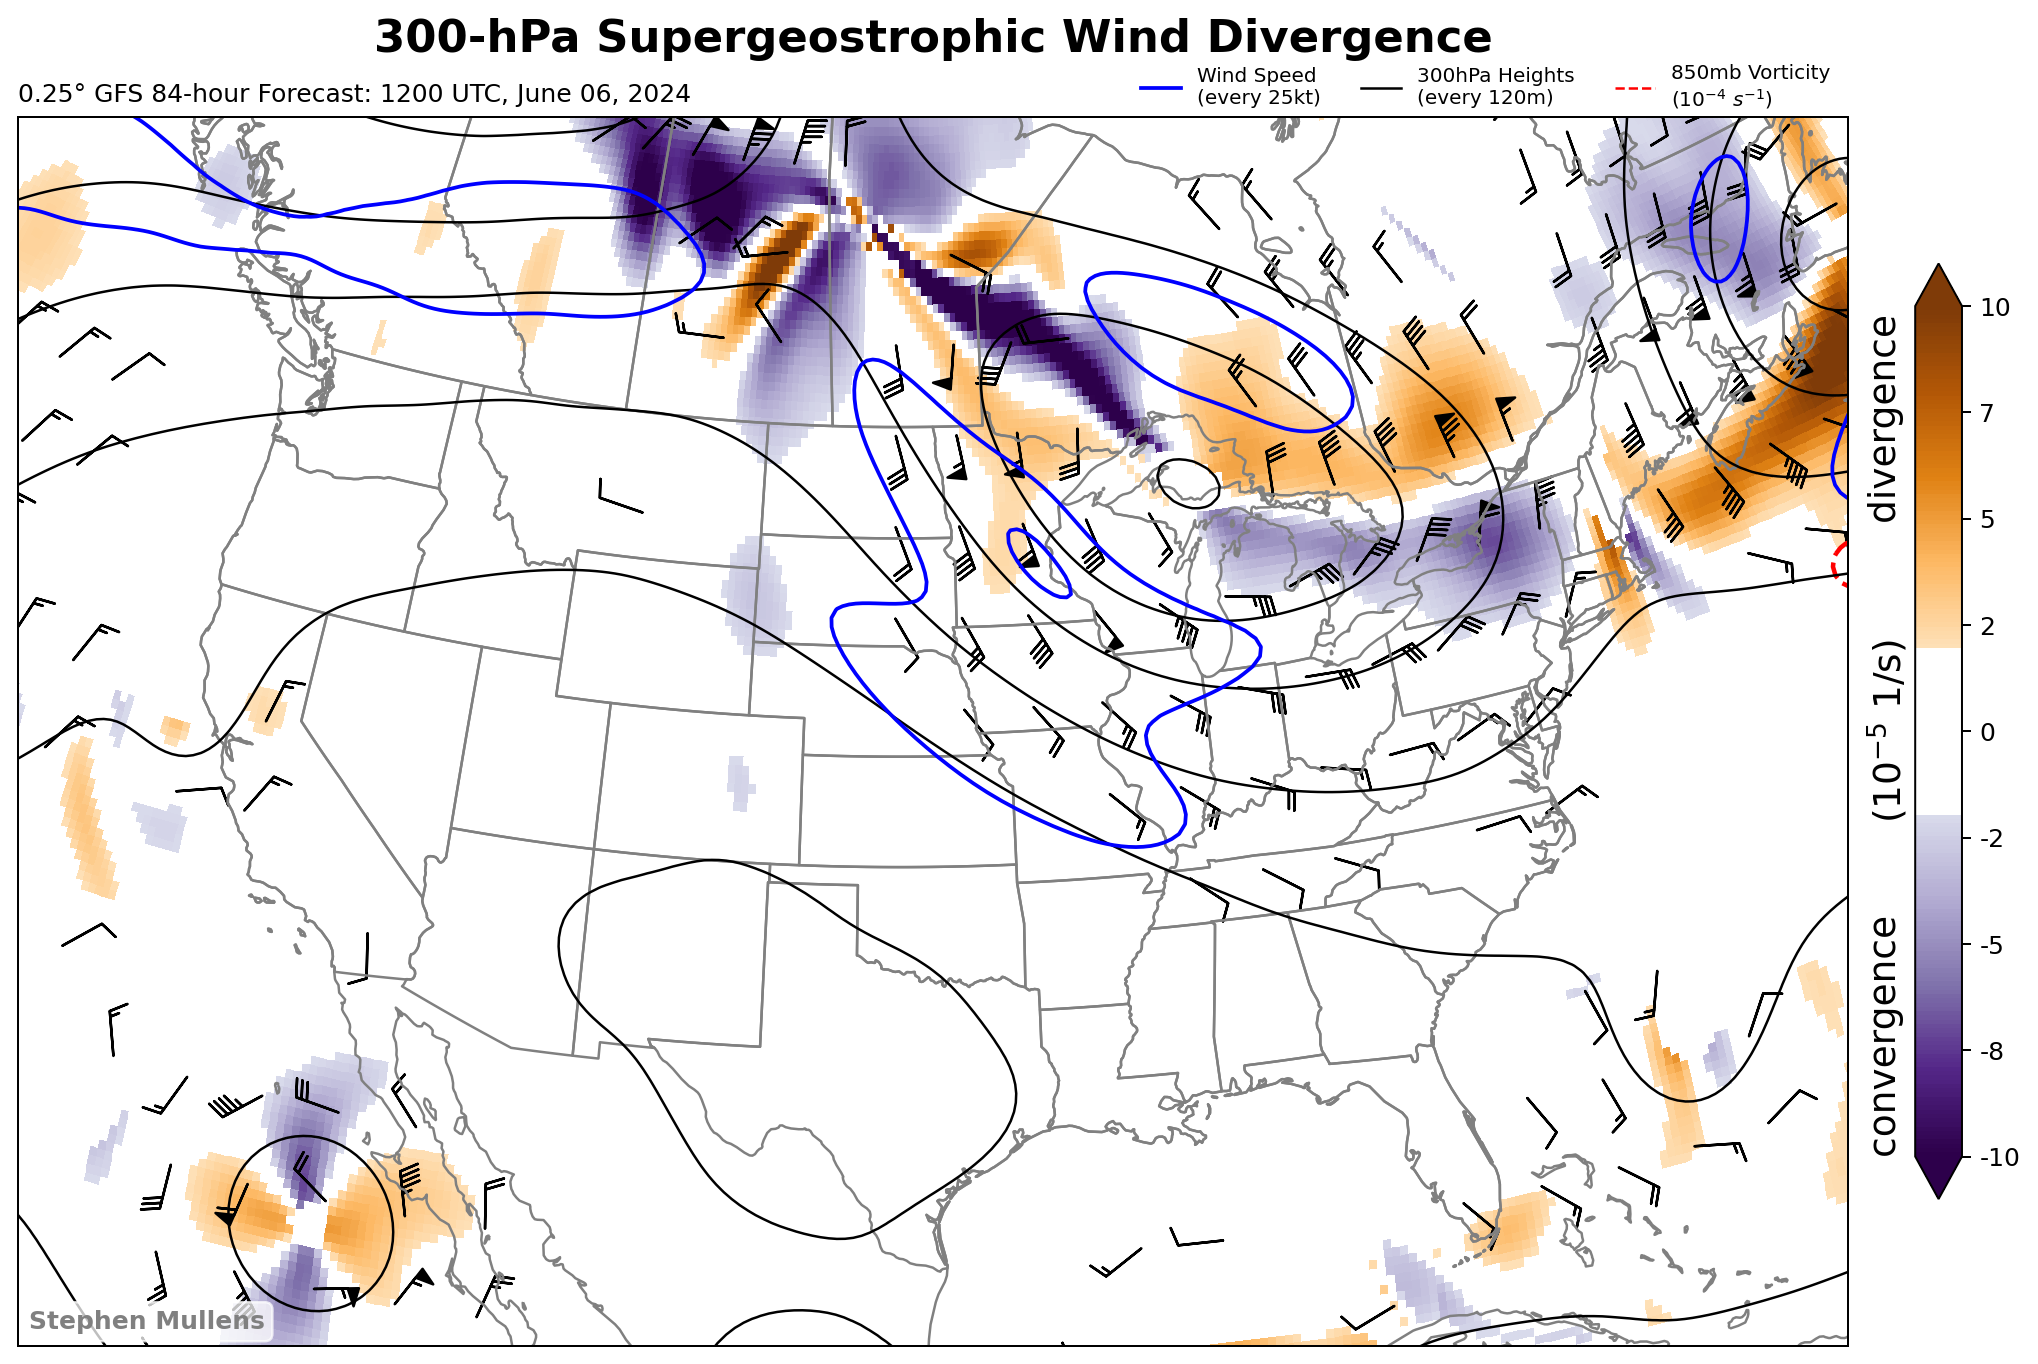 300-hPa Supergeostrophic Wind Divergence
0.25° GFS 84-hour Forecast: 1200 UTC, June 06, 2024
Wind Speed
(every 25kt)
300hPa Heights
(every 120m)
850mb Vorticity
(10⁻⁴ s⁻¹)
10
7
5
2
0
-2
-5
-8
-10
convergence (10⁻⁵ 1/s) divergence
Stephen Mullens